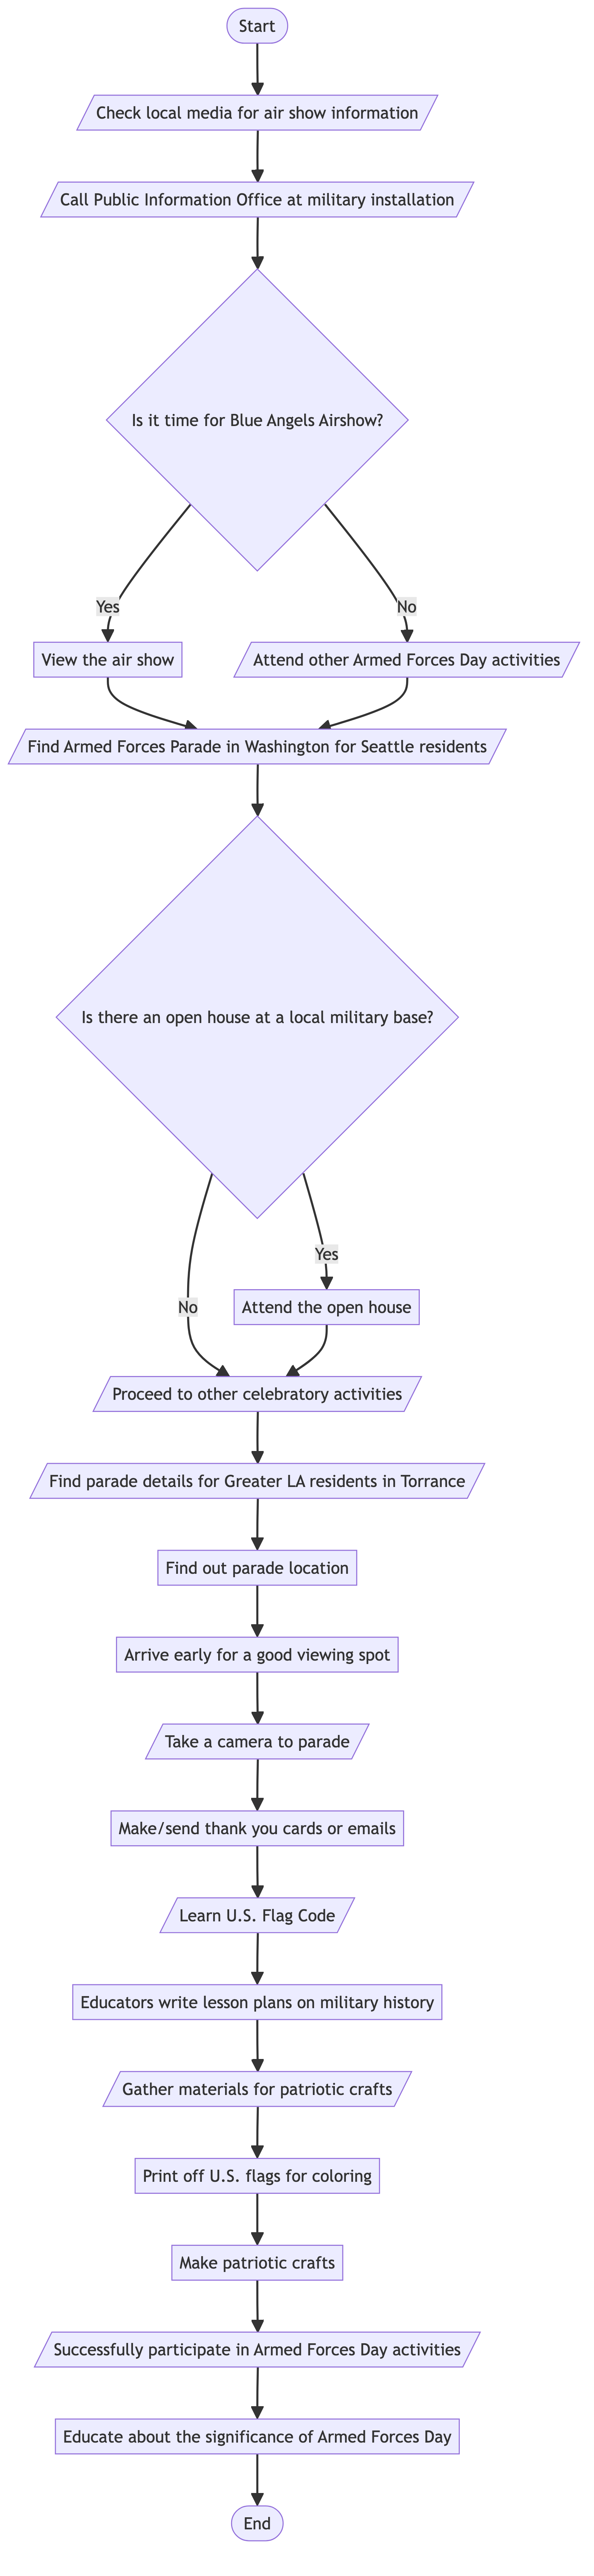 Start
Check local media for air show information
Call Public Information Office at military installation
Is it time for Blue Angels Airshow?
Yes
No
View the air show
Attend other Armed Forces Day activities
Find Armed Forces Parade in Washington for Seattle residents
Is there an open house at a local military base?
Yes
No
Attend the open house
Proceed to other celebratory activities
Find parade details for Greater LA residents in Torrance
Find out parade location
Arrive early for a good viewing spot
Take a camera to parade
Make/send thank you cards or emails
Learn U.S. Flag Code
Educators write lesson plans on military history
Gather materials for patriotic crafts
Print off U.S. flags for coloring
Make patriotic crafts
Successfully participate in Armed Forces Day activities
Educate about the significance of Armed Forces Day
End